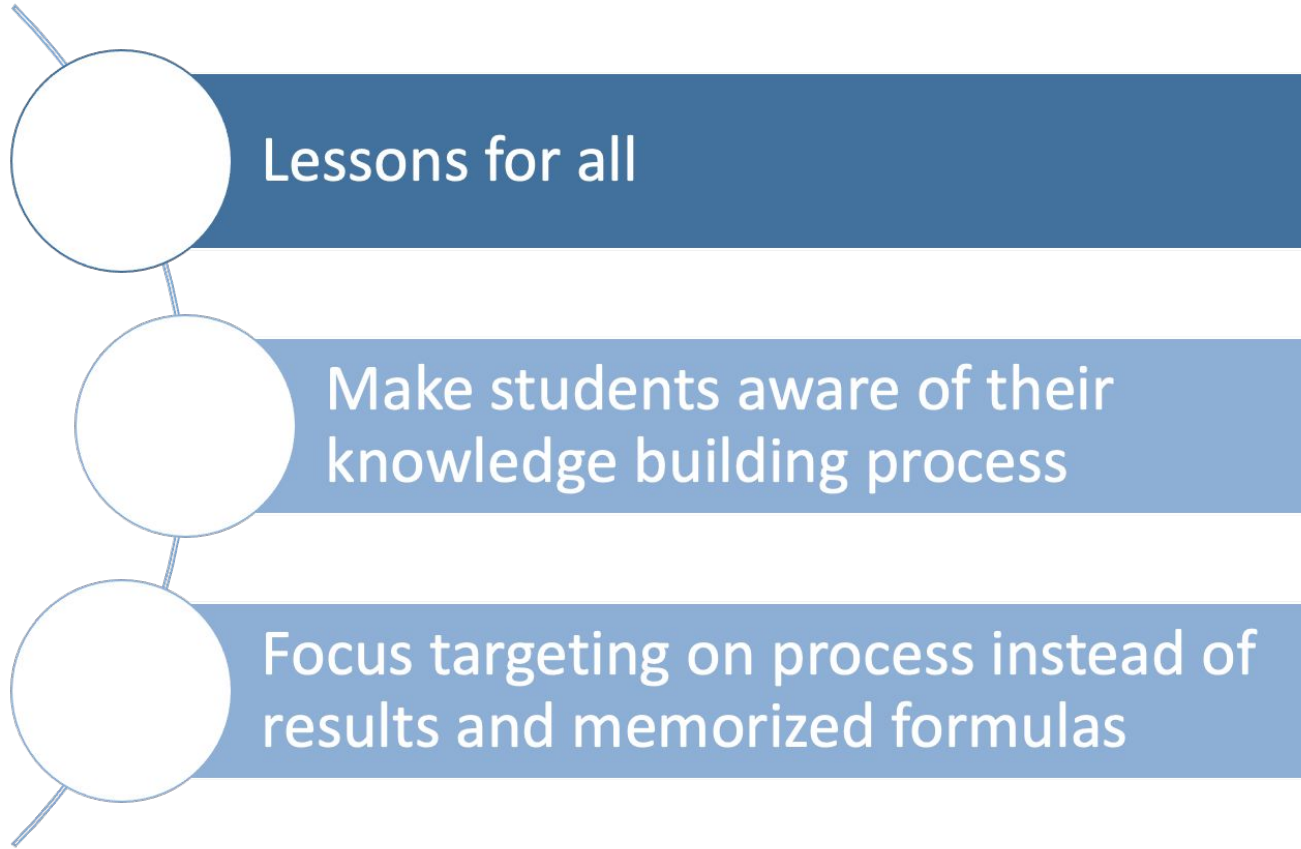 Lessons for all
Make students aware of their
knowledge building process
Focus targeting on process instead of
results and memorized formulas